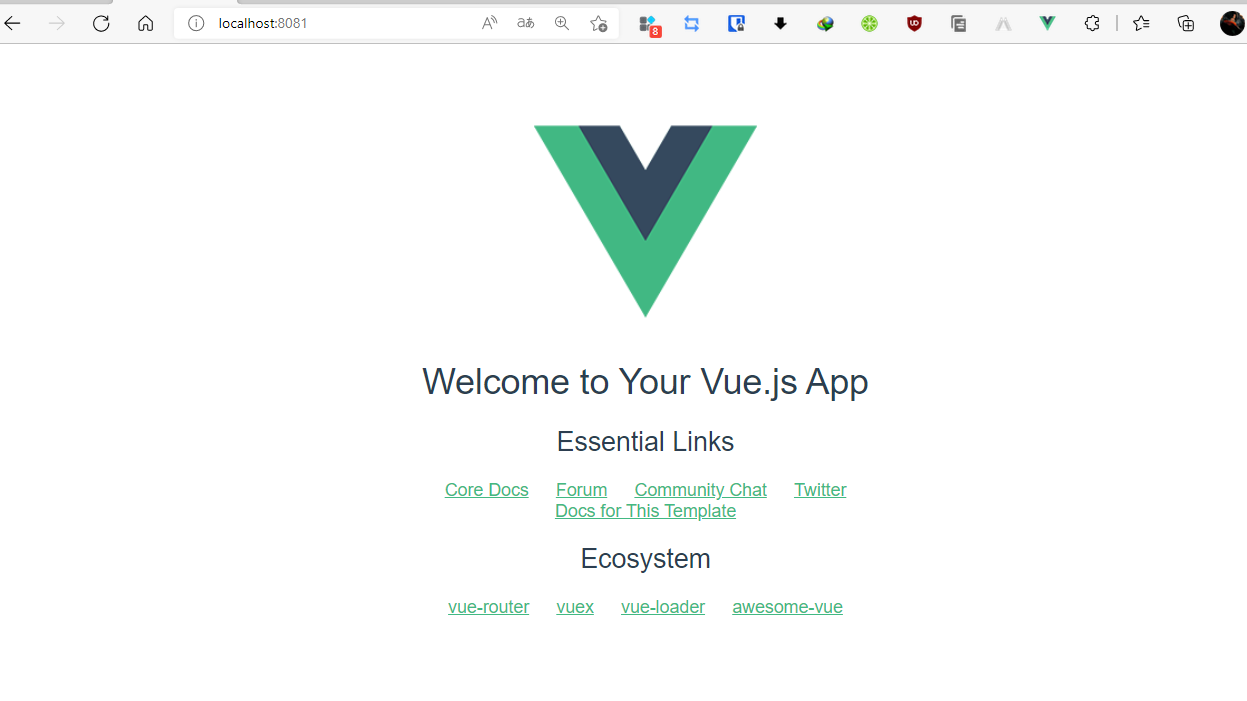 localhost:8081
8
Welcome to Your Vue.js App
Essential Links
Core Docs Forum Community Chat Twitter
Docs for This Template
Ecosystem
vue-router vuex vue-loader awesome-vue